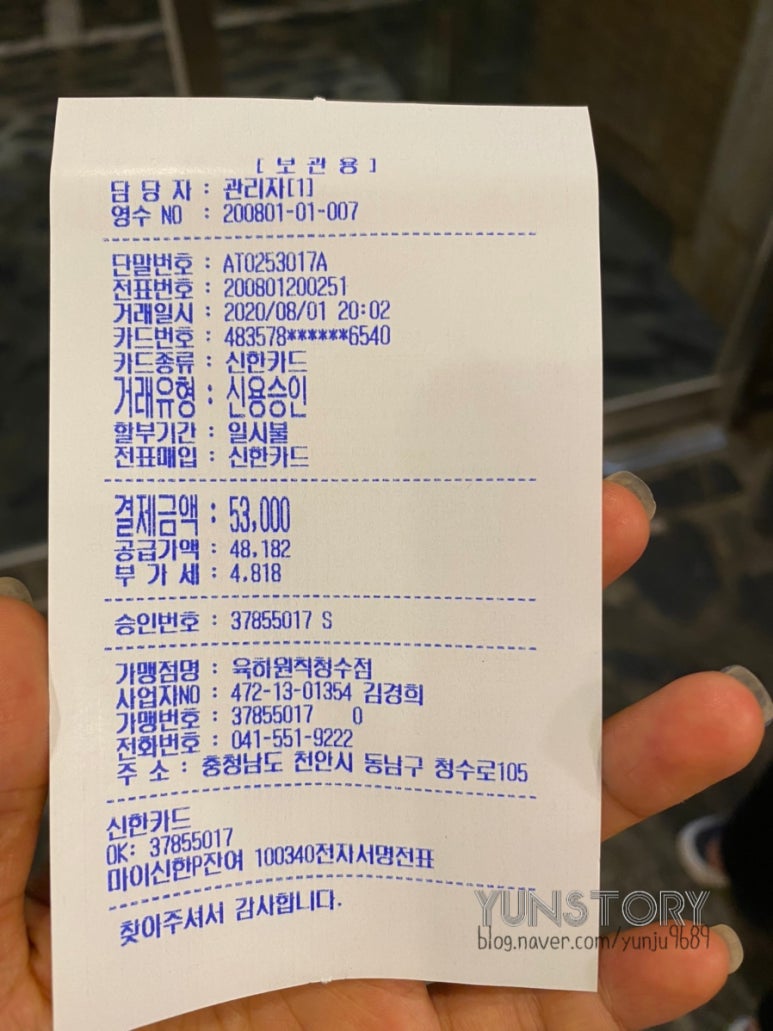 [ 보 관 용 ]
담 당 자 : 관리자[1]
영수 NO : 200801-01-007
단말번호 : AT0253017A
전표번호 : 200801200251
거래일시 : 2020/08/01 20:02
카드번호 : 483578******6540
카드종류 : 신한카드
거래유형 : 신용승인
할부기간 : 일시불
전표매입 : 신한카드
결제금액 : 53,000
공급가액 : 48,182
부 가 세 : 4,818
승인번호 : 37855017 S
가맹점명 : 육히원칙청수점
사업자NO : 472-13-01354 김경희
가맹번호 : 37855017 0
전화번호 : 041-551-9222
주 소 : 충청남도 천안시 동남구 청수로105
신한카드
OK: 37855017
마이신한P잔여 100340전자서명전표
찾아주셔서 감사합니다.
YUNSTORY
blog.naver.com/yunju9689